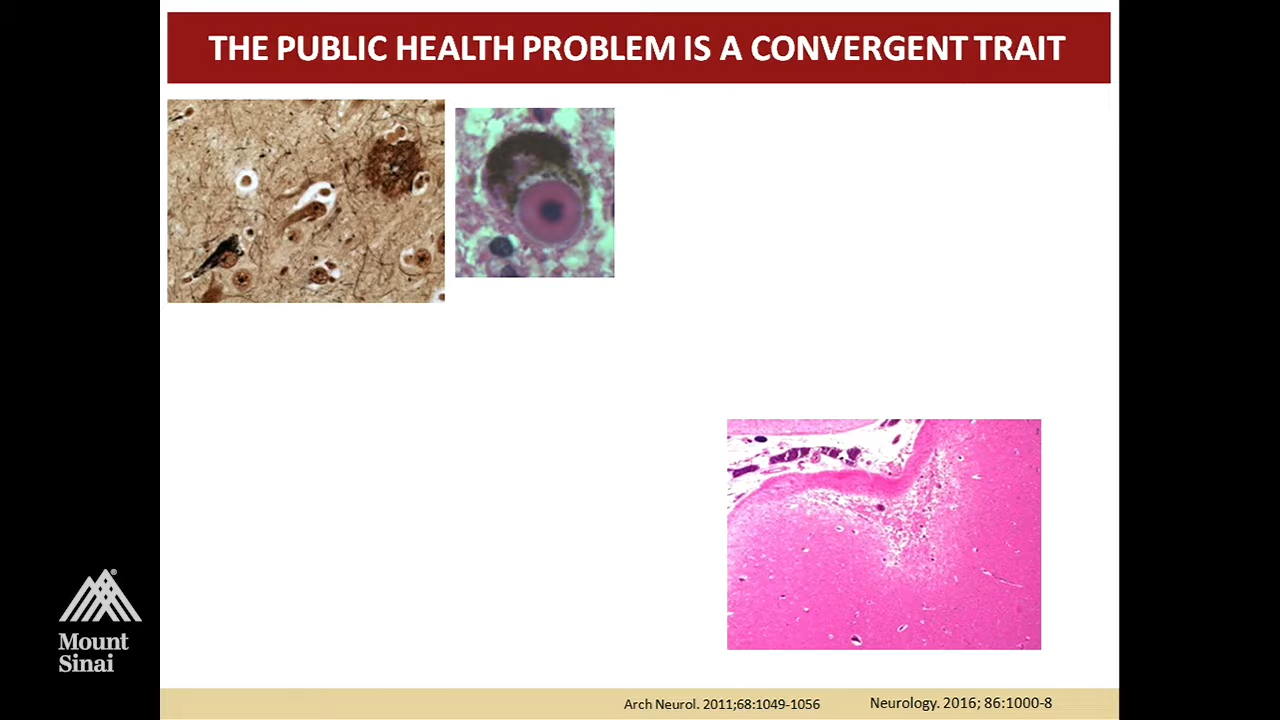 THE PUBLIC HEALTH PROBLEM IS A CONVERGENT TRAIT
®
Mount
Sinai
Arch Neurol. 2011;68:1049-1056
Neurology. 2016; 86:1000-8